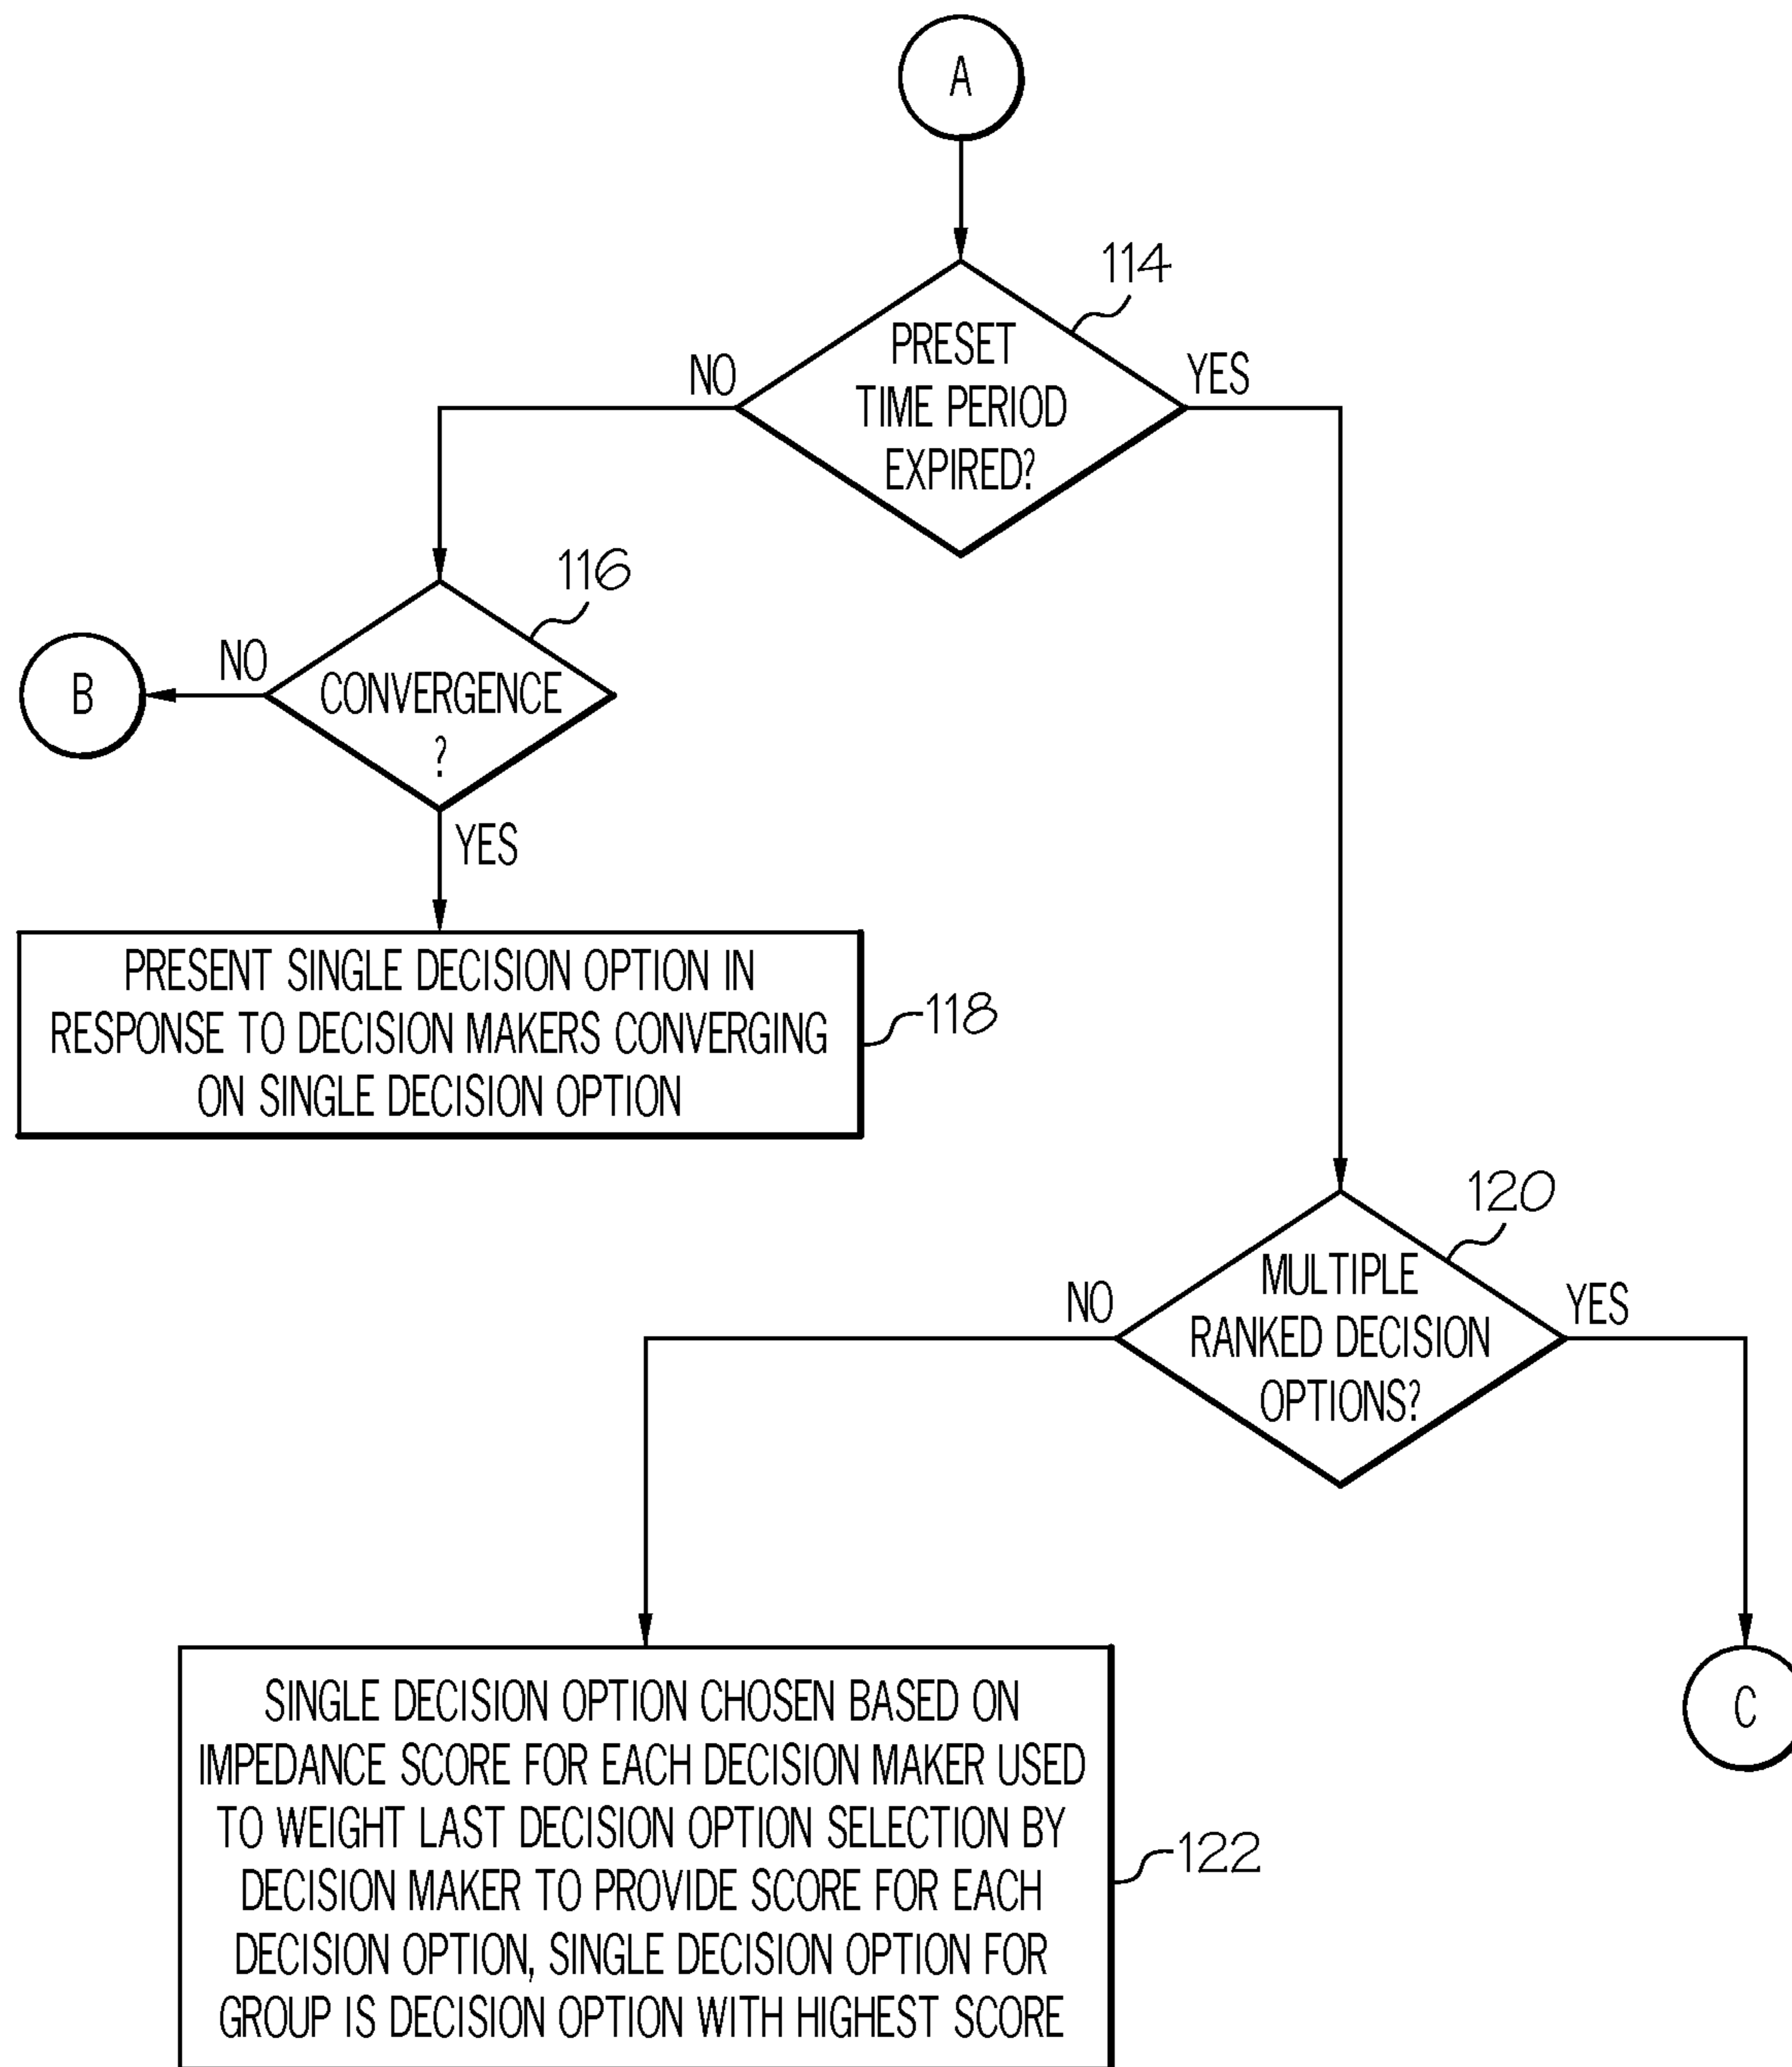 A
114
PRESET
TIME PERIOD
EXPIRED?
NO
YES
116
CONVERGENCE
?
NO
B
YES
PRESENT SINGLE DECISION OPTION IN
RESPONSE TO DECISION MAKERS CONVERGING
ON SINGLE DECISION OPTION
118
120
MULTIPLE
RANKED DECISION
OPTIONS?
NO
YES
C
SINGLE DECISION OPTION CHOSEN BASED ON
IMPEDANCE SCORE FOR EACH DECISION MAKER USED
TO WEIGHT LAST DECISION OPTION SELECTION BY
DECISION MAKER TO PROVIDE SCORE FOR EACH
DECISION OPTION, SINGLE DECISION OPTION FOR
GROUP IS DECISION OPTION WITH HIGHEST SCORE
122